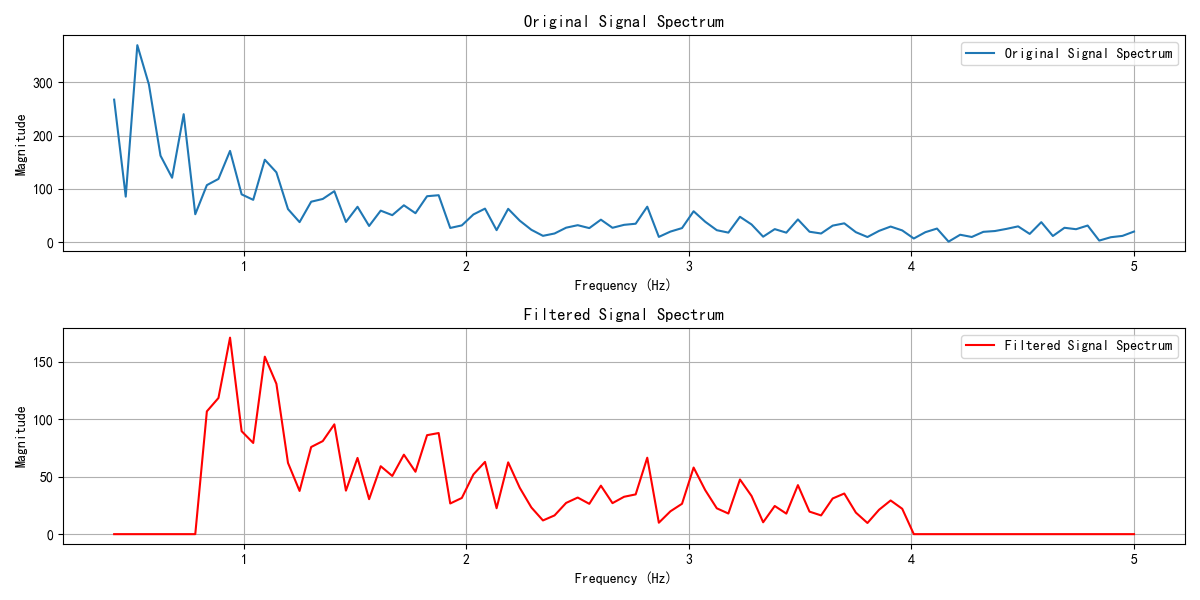 Original Signal Spectrum
Original Signal Spectrum
Magnitude
300
200
100
0
1 2 3 4 5
Frequency (Hz)
Filtered Signal Spectrum
Filtered Signal Spectrum
Magnitude
150
100
50
0
1 2 3 4 5
Frequency (Hz)